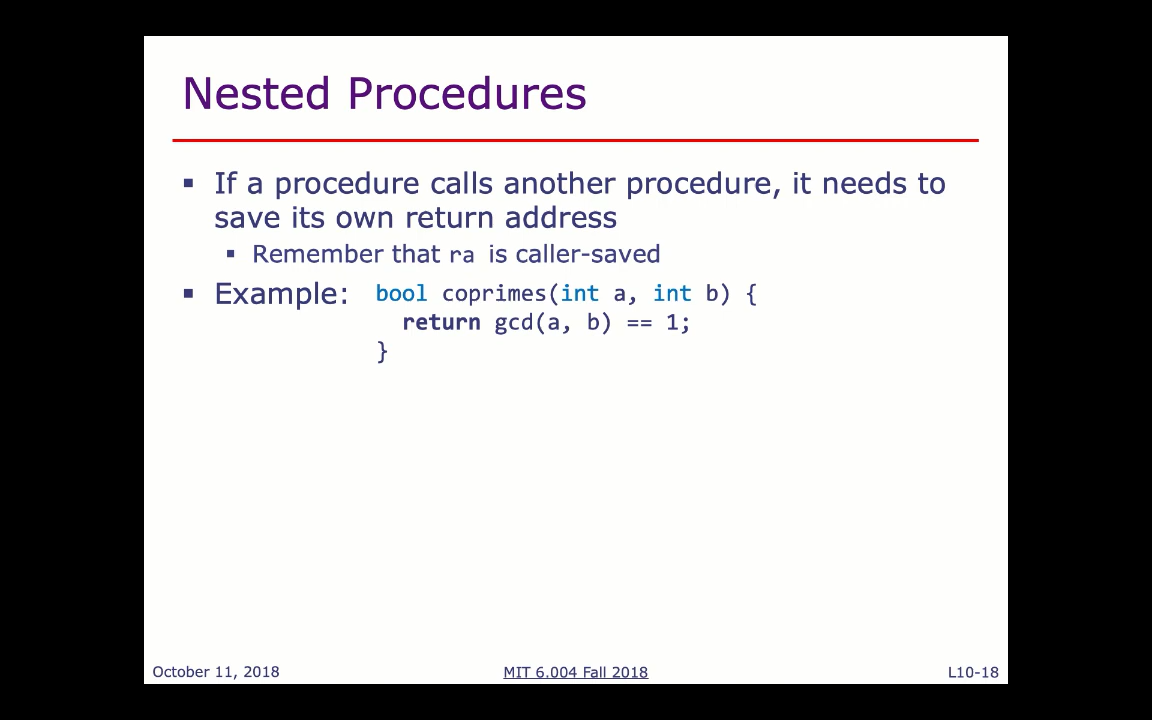 Nested Procedures
▪ If a procedure calls another procedure, it needs to
save its own return address
▪ Remember that ra is caller-saved
▪ Example: bool coprimes(int a, int b) {
return gcd(a, b) == 1;
}
October 11, 2018 MIT 6.004 Fall 2018 L10-18